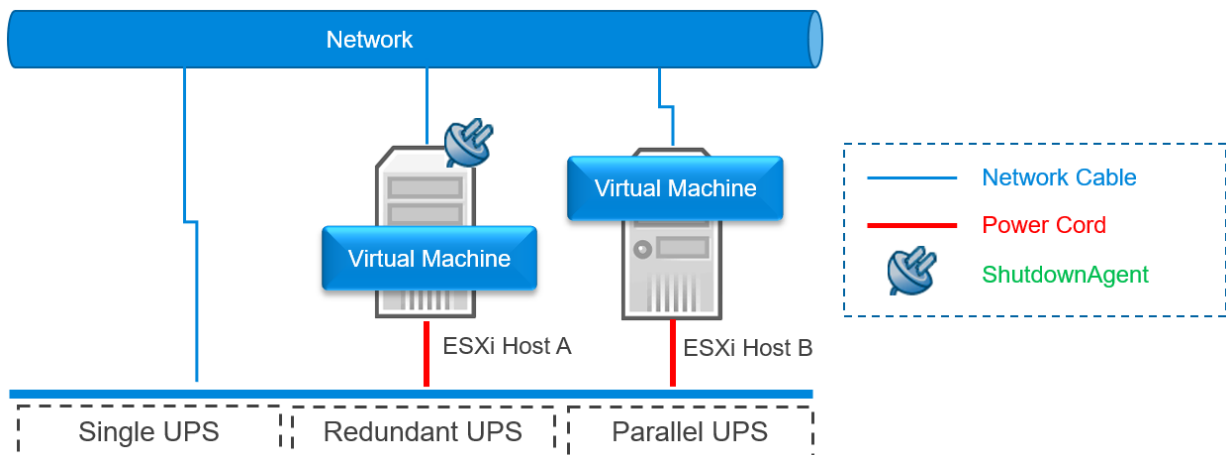 Network
Virtual Machine
Virtual Machine
ESXi Host A
ESXi Host B
Single UPS
Redundant UPS
Parallel UPS
Network Cable
Power Cord
ShutdownAgent